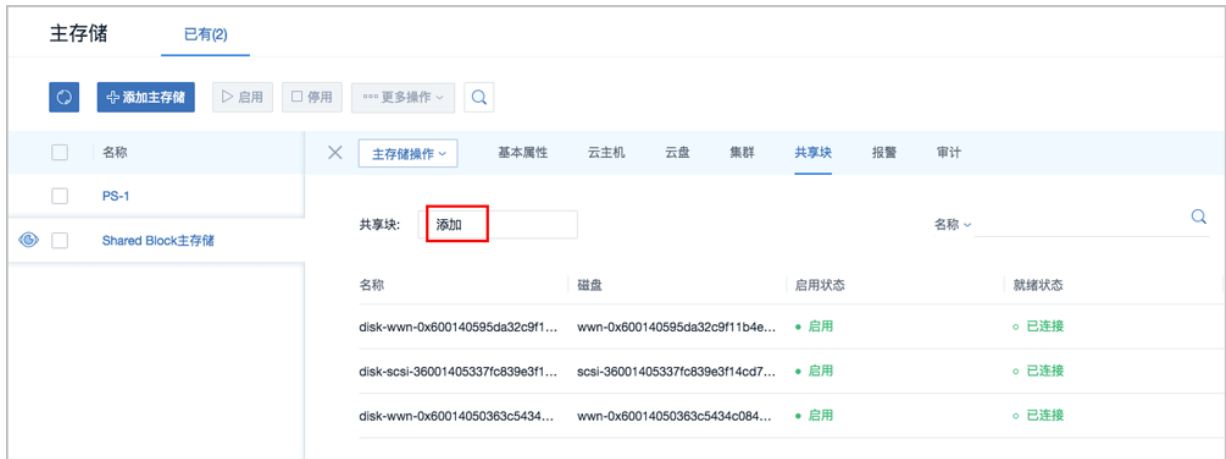 主存储 已有(2)
添加主存储 启用 停用 更多操作
名称 主存储操作 基本属性 云主机 云盘 集群 共享块 报警 审计
PS-1
共享块: 添加 名称
Shared Block主存储
名称 磁盘 启用状态 就绪状态
disk-wwn-0x600140595da32c9f1... wwn-0x600140595da32c9f11b4e... 启用 已连接
disk-scsi-36001405337fc839e3f1... scsi-36001405337fc839e3f14cd7... 启用 已连接
disk-wwn-0x60014050363c5434... wwn-0x60014050363c5434c084... 启用 已连接